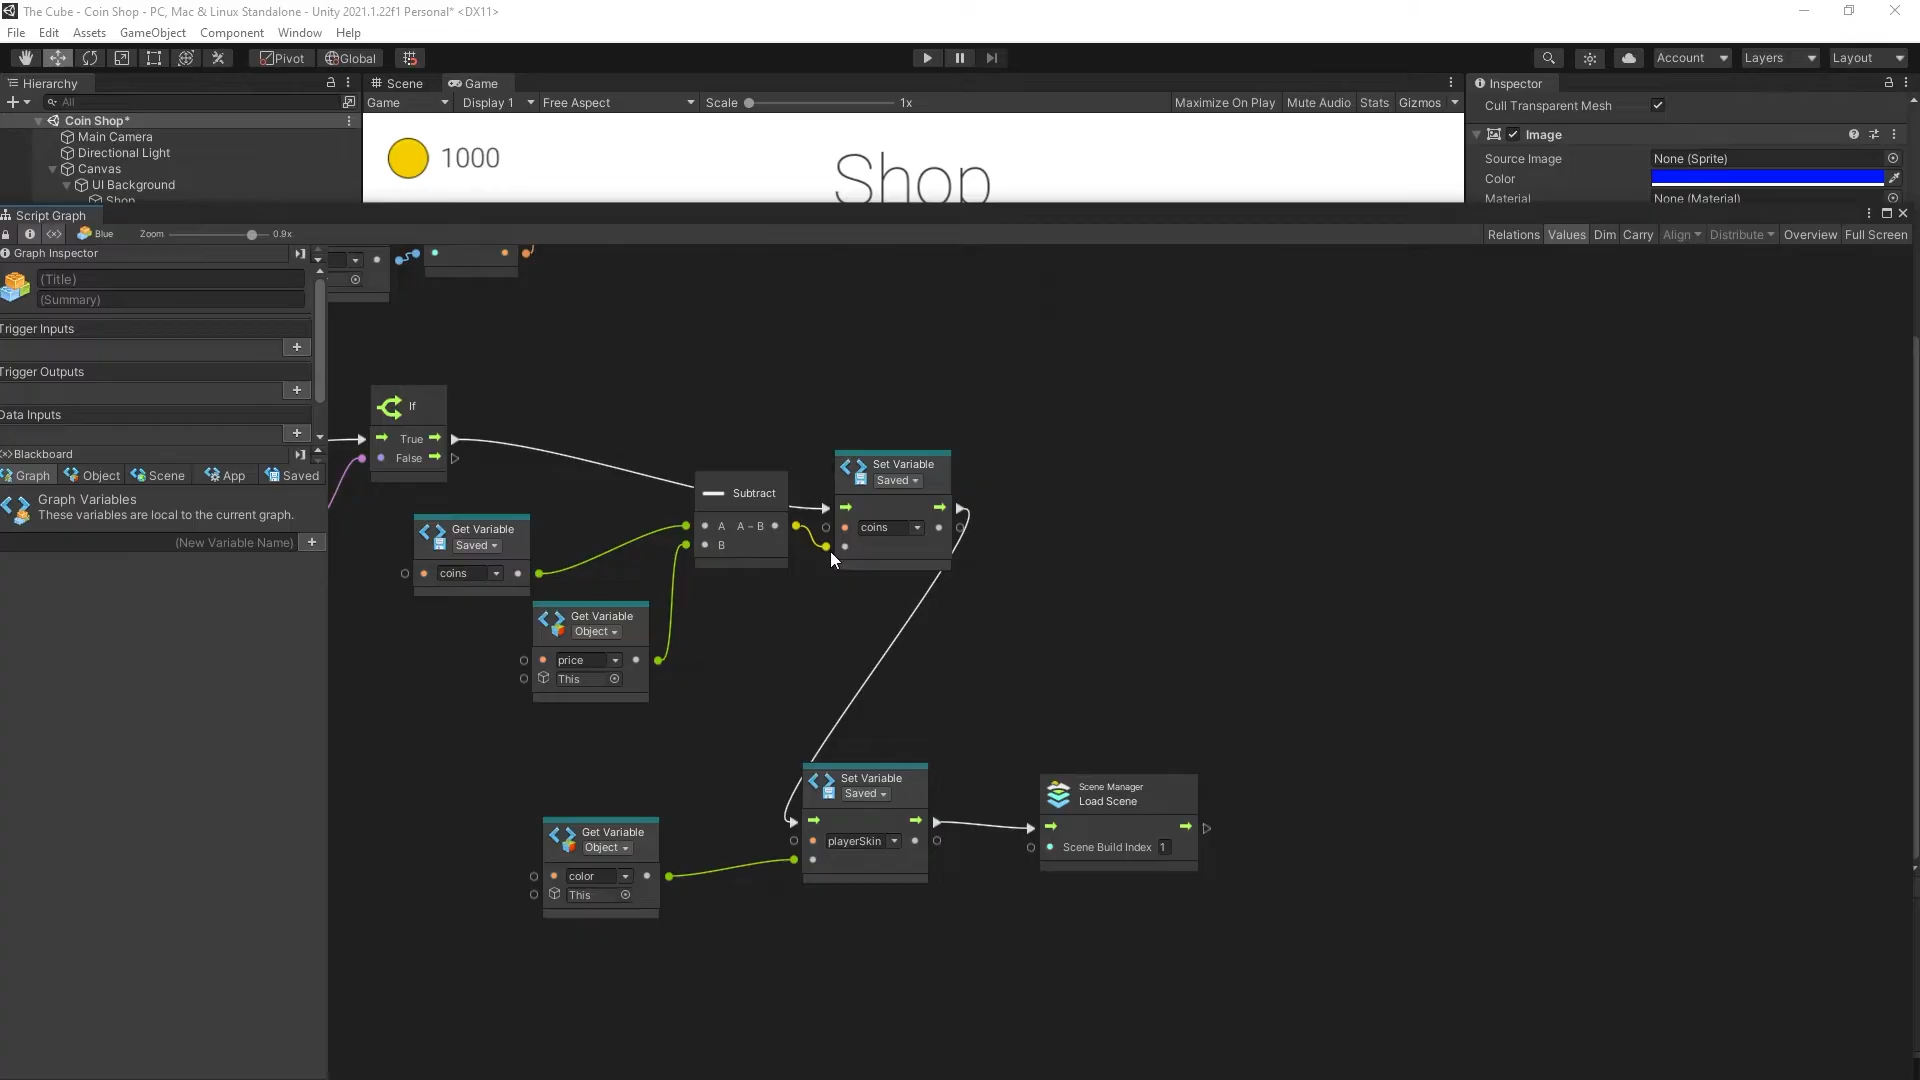 The Cube - Coin Shop - PC, Mac & Linux Standalone - Unity 2021.1.22f1 Personal* <DX11>
File Edit Assets GameObject Component Window Help
Pivot Global Account Layers Layout
Hierarchy Scene Game Inspector
All Game Display 1 Free Aspect Scale 1x Maximize On Play Mute Audio Stats Gizmos Cull Transparent Mesh
Coin Shop*
Main Camera
Directional Light
Canvas
UI Background
Shop
1000
Shop
Image
Source Image None (Sprite)
Color
Material None (Material)
Script Graph
Blue Zoom 0.9x Relations Values Dim Carry Align Distribute Overview Full Screen
Graph Inspector
(Title)
(Summary)
Trigger Inputs
Trigger Outputs
Data Inputs
Blackboard
Graph Object Scene App Saved
Graph Variables
These variables are local to the current graph.
(New Variable Name)
If
True
False
Get Variable
Saved
coins
Get Variable
Object
price
This
Subtract
A A - B
B
Set Variable
Saved
coins
Get Variable
Object
color
This
Set Variable
Saved
playerSkin
Scene Manager
Load Scene
Scene Build Index 1